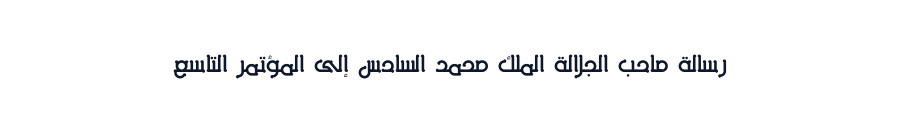 رسالة صاحب الجلالة الملك محمد السادس إلى المؤتمر التاسع